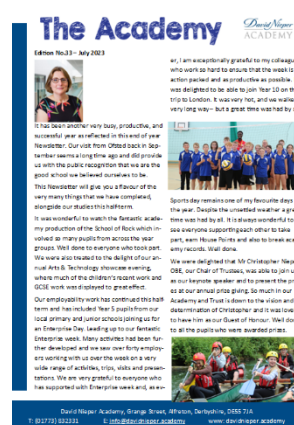 The Academy
David Nieper
ACADEMY
Edition No.33 – July 2023
It has been another very busy, productive, and
successful year as reflected in this end of year
Newsletter. Our visit from Ofsted back in Sep-
tember seems a long time ago and did provide
us with the public recognition that we are the
good school we believed ourselves to be.
This Newsletter will give you a flavour of the
very many things that we have completed,
alongside our studies this half-term.
It was wonderful to watch the fantastic acade-
my production of the School of Rock which in-
volved so many pupils from across the year
groups. Well done to everyone who took part.
We were also treated to the delight of our an-
nual Arts & Technology showcase evening,
where much of the children's recent work and
GCSE work was displayed to great effect.
Our employability work has continued this half-
term and has included Year 5 pupils from our
local primary and junior schools joining us for
an Enterprise Day. Leading up to our fantastic
Enterprise week. Many activities had been fur-
ther developed and we saw over forty employ-
ers working with us over the week on a very
wide range of activities, trips, visits and presen-
tations. We are very grateful to everyone who
has supported with Enterprise week and, as ev-
er, I am exceptionally grateful to my colleagu
who work so hard to ensure that the week is
action packed and as productive as possible.
was delighted to be able to join Year 10 on th
trip to London. It was very hot, and we walke
very long way – but a great time was had by
Sports day remains one of my favourite days
the year. Despite the unsettled weather a gre
time was had by all. It is always wonderful to
see everyone supporting each other to take
part, earn House Points and also to break aca
emy records. Well done.
We were delighted that Mr Christopher Niep
OBE, our Chair of Trustees, was able to join u
as our keynote speaker and to present the pr
es at our annual prize giving. So much in our
Academy and Trust is down to the vision and
determination of Christopher and it was love
to have him as our Guest of Honour. Well do
to all the pupils who were awarded prizes.
David Nieper Academy, Grange Street, Alfreton, Derbyshire, DE55 7JA
T: (01773) 832331 E: info@davidnieper.academy www: davidnieper.academy